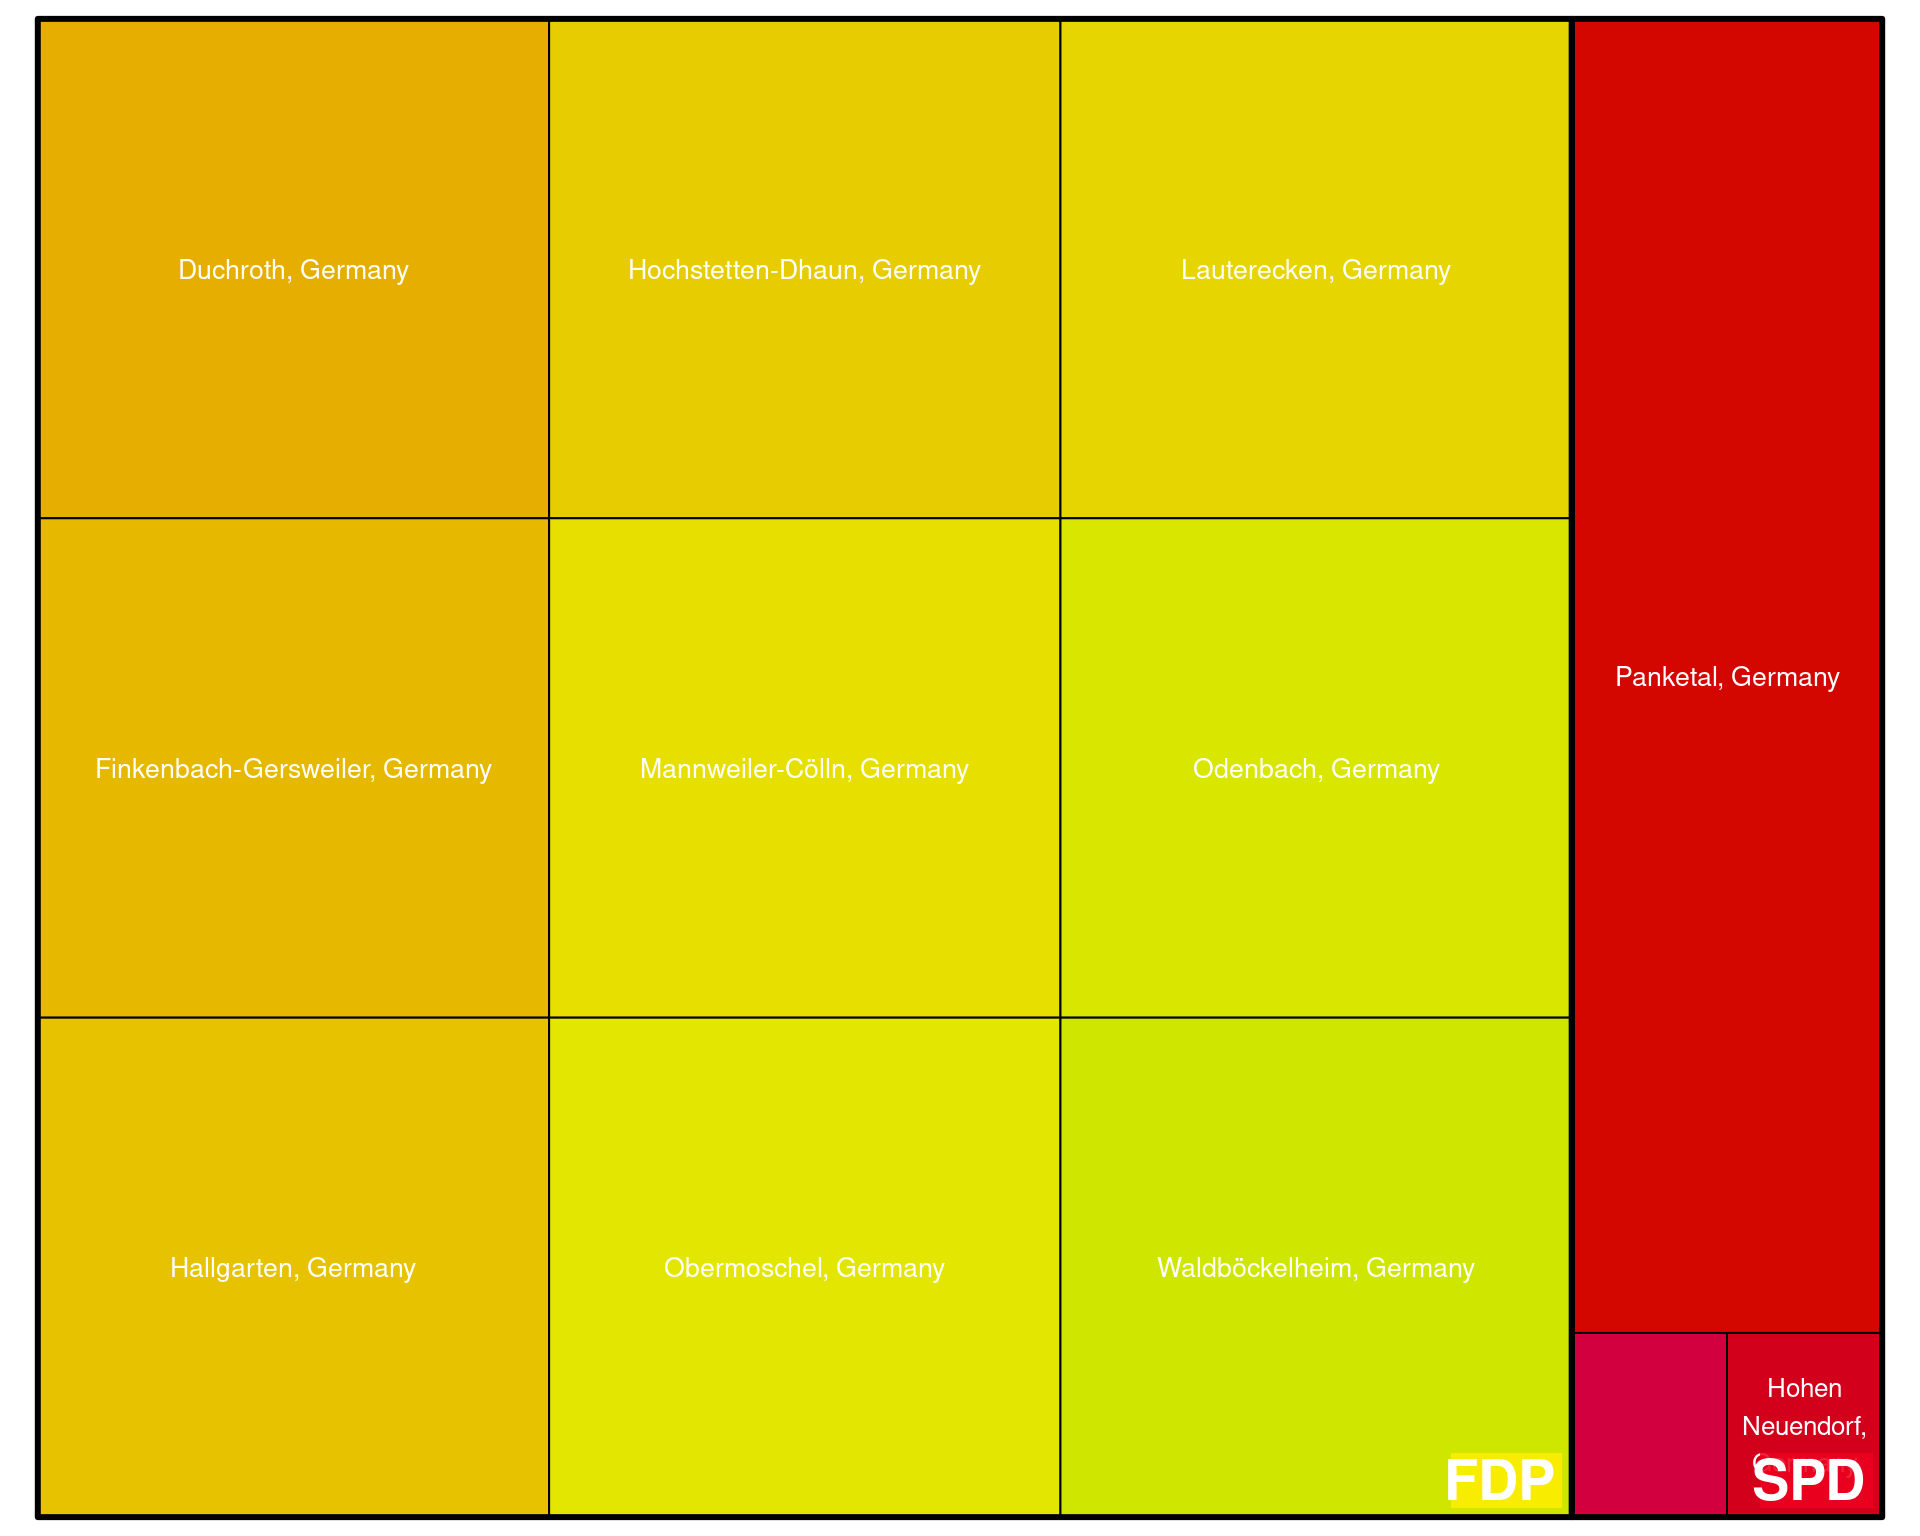 Duchroth, Germany
Hochstetten-Dhaun, Germany
Lauterecken, Germany
Panketal, Germany
Finkenbach-Gersweiler, Germany
Mannweiler-Cölln, Germany
Odenbach, Germany
Hallgarten, Germany
Obermoschel, Germany
Waldböckelheim, Germany
Hohen
Neuendorf,
FDP
SPD